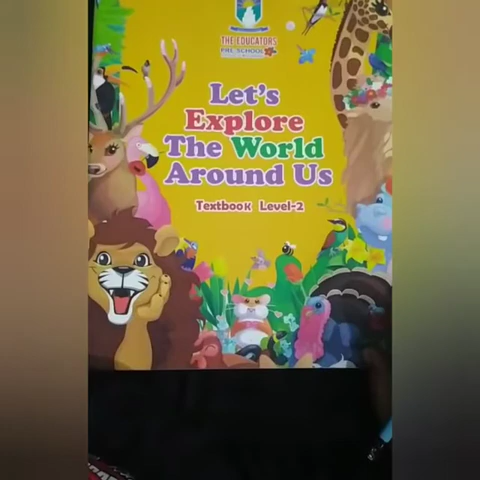 THE EDUCATORS
PRE SCHOOL
Let's
Explore
The World
Around Us
Textbook Level-2